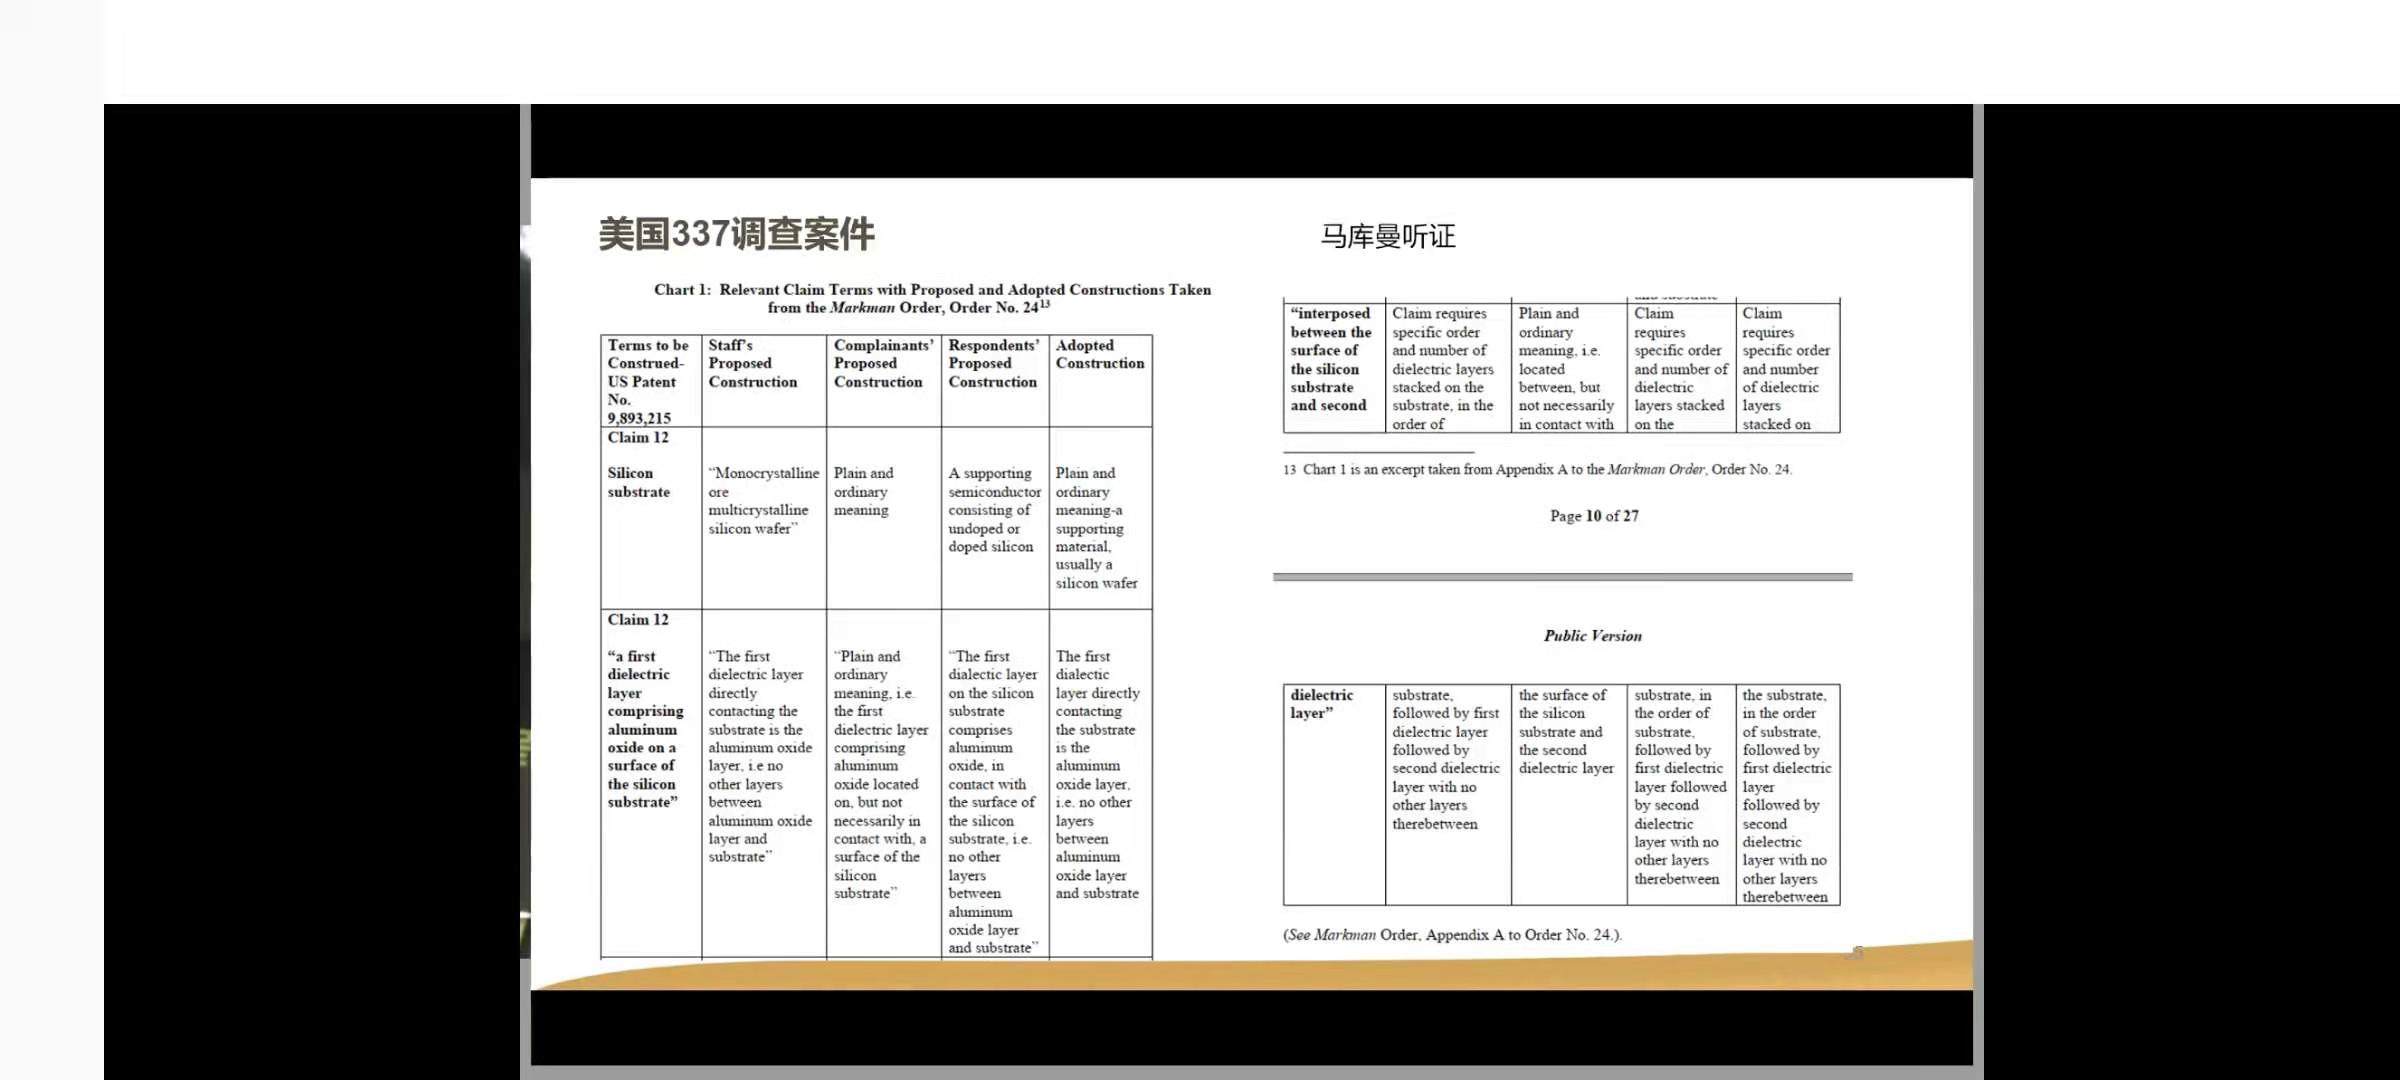 美国337调查案件
马库曼听证
Chart 1: Relevant Claim Terms with Proposed and Adopted Constructions Taken
from the Markman Order, Order No. 24¹³
Terms to be
Construed-
US Patent
No.
9,893,215
Staff's
Proposed
Construction
Complainants'
Proposed
Construction
Respondents'
Proposed
Construction
Adopted
Construction
Claim 12
Silicon
substrate
“Monocrystalline
ore
multicrystalline
silicon wafer”
Plain and
ordinary
meaning
A supporting
semiconductor
consisting of
undoped or
doped silicon
Plain and
ordinary
meaning-a
supporting
material,
usually a
silicon wafer
Claim 12
“a first
dielectric
layer
comprising
aluminum
oxide on a
surface of
the silicon
substrate”
“The first
dielectric layer
directly
contacting the
substrate is the
aluminum oxide
layer, i.e no
other layers
between
aluminum oxide
layer and
substrate”
“Plain and
ordinary
meaning, i.e.
the first
dielectric layer
comprising
aluminum
oxide located
on, but not
necessarily in
contact with, a
surface of the
silicon
substrate”
“The first
dialectic layer
on the silicon
substrate
comprises
aluminum
oxide, in
contact with
the surface of
the silicon
substrate, i.e.
no other
layers
between
aluminum
oxide layer
and substrate”
The first
dialectic
layer directly
contacting
the substrate
is the
aluminum
oxide layer,
i.e. no other
layers
between
aluminum
oxide layer
and substrate
“interposed
between the
surface of
the silicon
substrate
and second
Claim requires
specific order
and number of
dielectric layers
stacked on the
substrate, in the
order of
Plain and
ordinary
meaning, i.e.
located
between, but
not necessarily
in contact with
Claim
requires
specific order
and number of
dielectric
layers stacked
on the
Claim
requires
specific order
and number
of dielectric
layers
stacked on
13 Chart 1 is an excerpt taken from Appendix A to the Markman Order, Order No. 24.
Page 10 of 27
Public Version
dielectric
layer”
substrate,
followed by first
dielectric layer
followed by
second dielectric
layer with no
other layers
therebetween
the surface of
the silicon
substrate and
the second
dielectric layer
substrate, in
the order of
substrate,
followed by
first dielectric
layer followed
by second
dielectric
layer with no
other layers
therebetween
the substrate,
in the order
of substrate,
followed by
first dielectric
layer
followed by
second
dielectric
layer with no
other layers
therebetween
(See Markman Order, Appendix A to Order No. 24.).